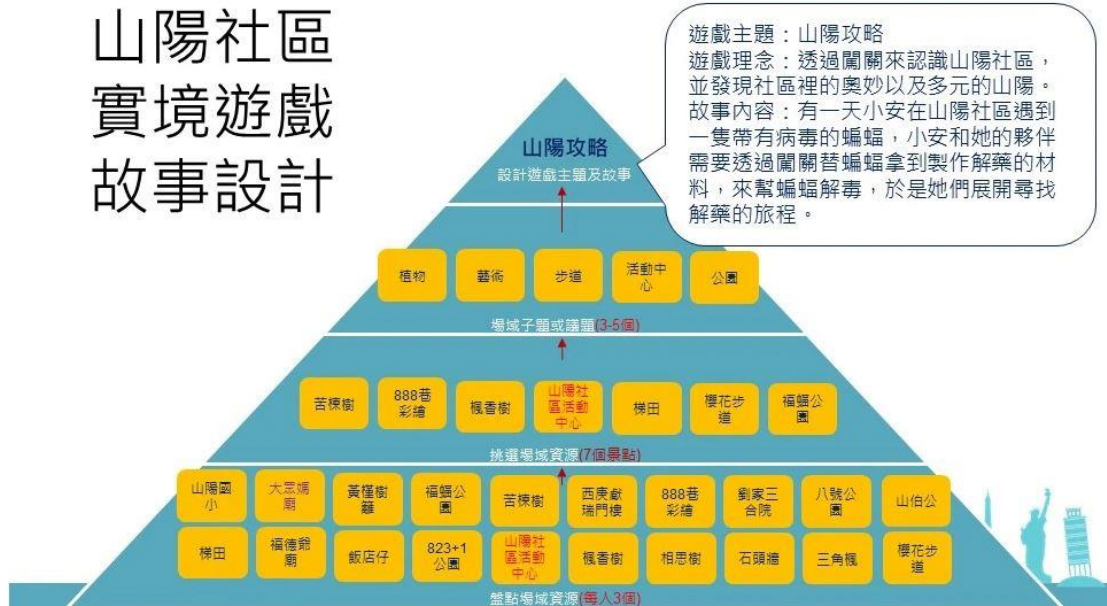 山陽社區
實境遊戲
故事設計
遊戲主題：山陽攻略
遊戲理念：透過闖關來認識山陽社區，
並發現社區裡的奧妙以及多元的山陽。
故事內容：有一天小安在山陽社區遇到
一隻帶有病毒的蝙蝠，小安和她的夥伴
需要透過闖關替蝙蝠拿到製作解藥的材
料，來幫蝙蝠解毒，於是她們展開尋找
解藥的旅程。
山陽攻略
設計遊戲主題及故事
植物
藝術
步道
活動中
心
公園
場域子題或議題(3-5個)
苦楝樹
888巷
彩繪
楓香樹
山陽社
區活動
中心
梯田
櫻花步
道
福蝠公
園
挑選場域資源(7個景點)
山陽國
小
大眾媽
廟
黃槿樹
籬
福蝠公
園
苦楝樹
西庚獻
瑞門樓
888巷
彩繪
劉家三
合院
八號公
園
山伯公
梯田
福德爺
廟
飯店仔
823+1
公園
山陽社
區活動
中心
楓香樹
相思樹
石頭牆
三角楓
櫻花步
道
盤點場域資源(每人3個)